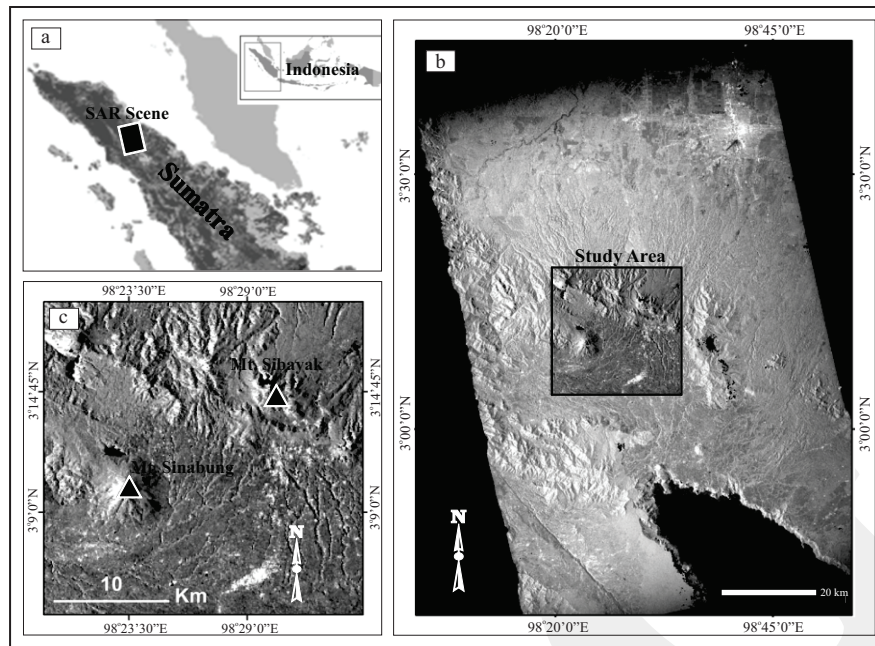 a
Indonesia
SAR Scene
Sumatra
b
98°20'0"E
98°45'0"E
3°30'0"N
3°30'0"N
Study Area
3°0'0"N
3°0'0"N
N
20 km
98°20'0"E
98°45'0"E
c
98°23'30"E
98°29'0"E
Mt. Sibayak
3°14'45"N
3°14'45"N
Mt. Sinabung
3°9'0"N
3°9'0"N
10
Km
N
98°23'30"E
98°29'0"E